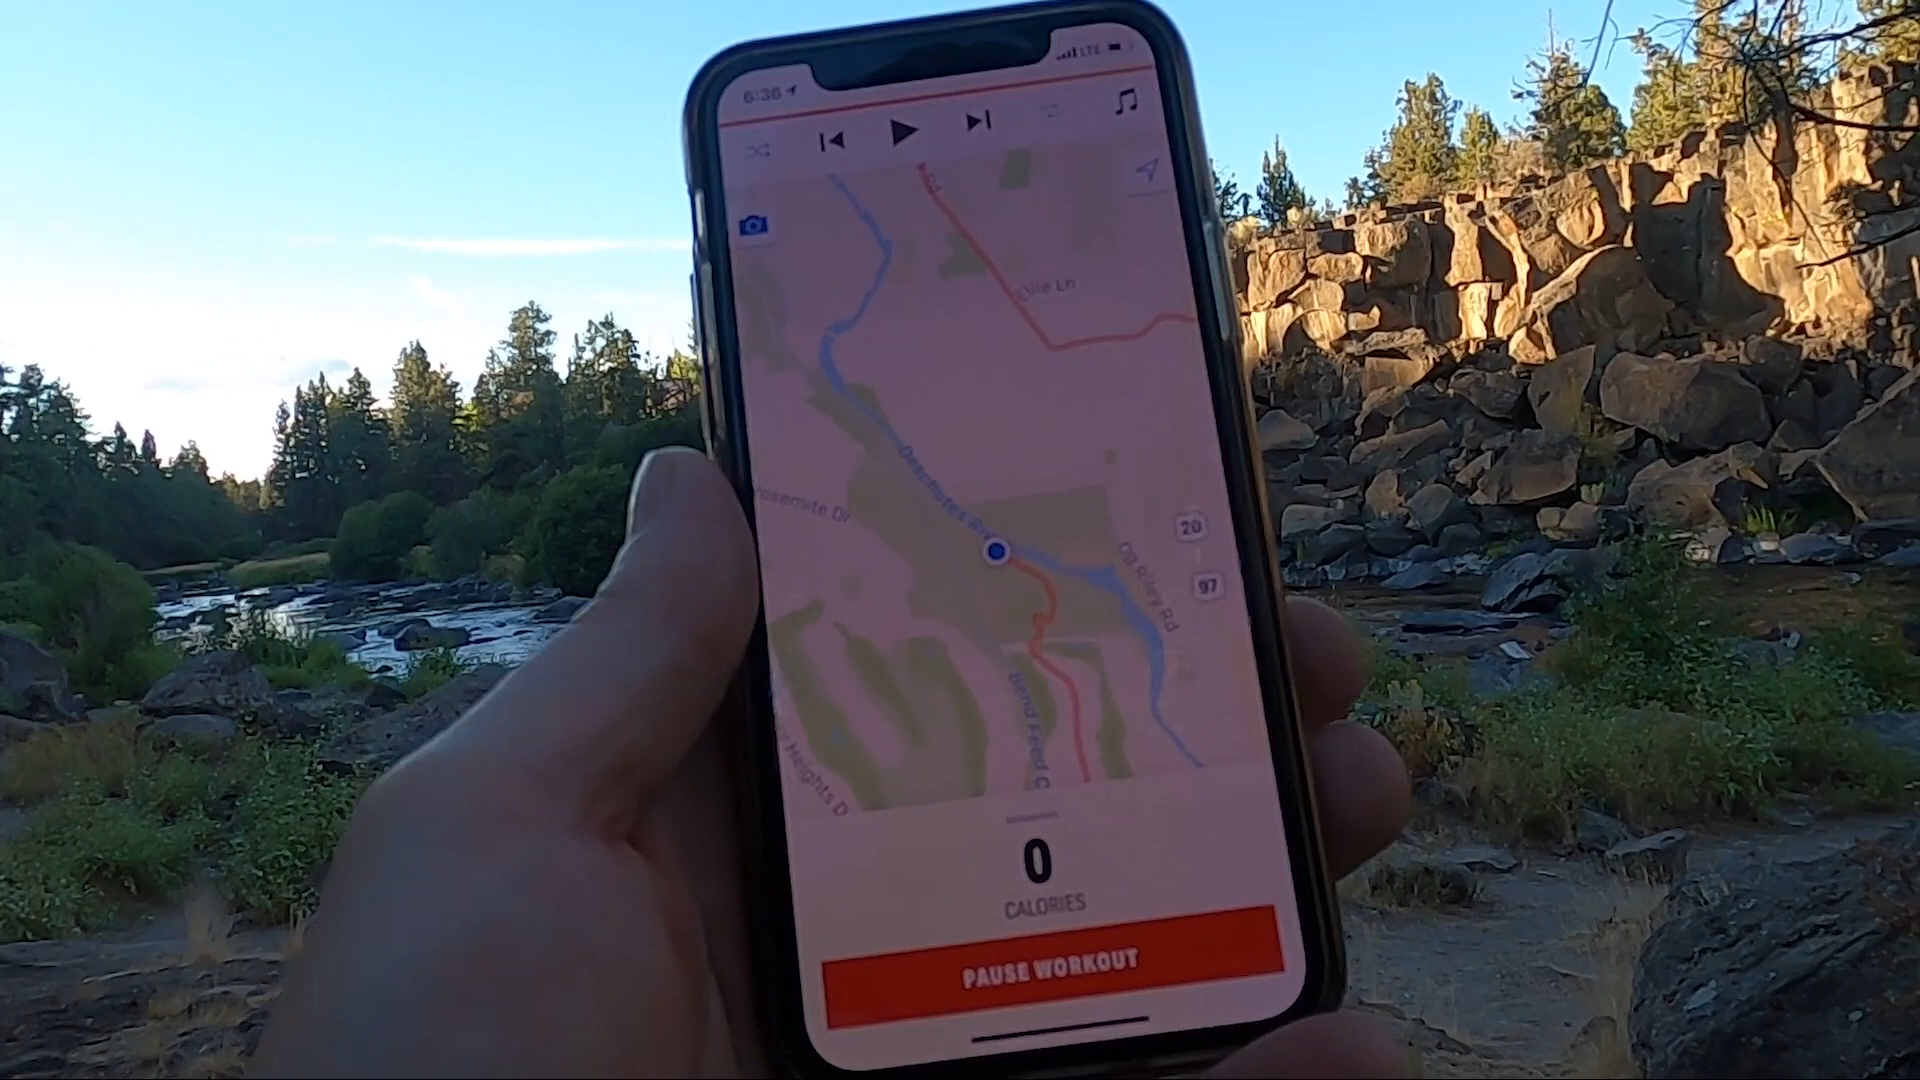 6:36
LTE
Rd
Ellie Ln
Deschutes Riv
Yosemite Dr
20
OB Riley Rd
97
Bend Feed C
Heights D
0
CALORIES
PAUSE WORKOUT